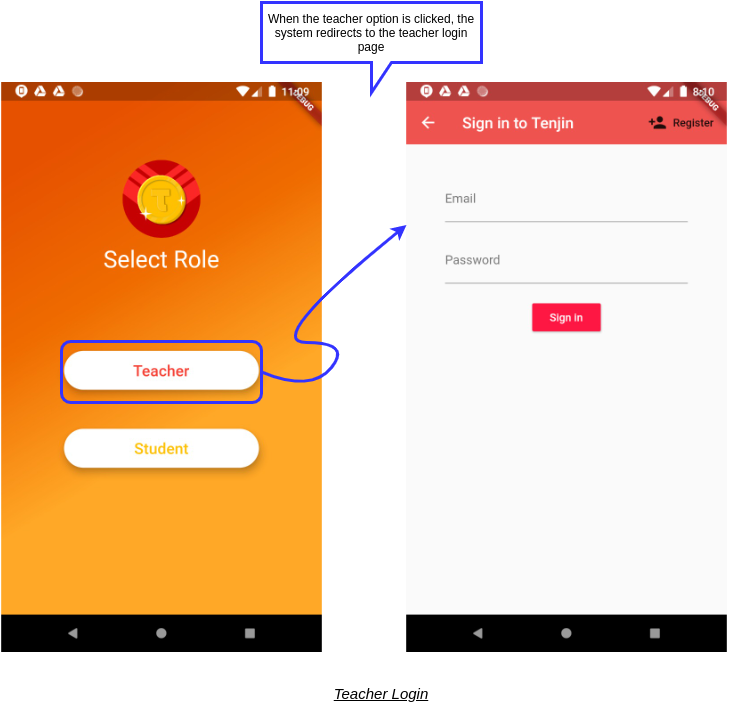 When the teacher option is clicked, the
system redirects to the teacher login
page
11:09
DEBUG
T
Select Role
Teacher
Student
8:10
DEBUG
Sign in to Tenjin
Register
Email
Password
Sign in
Teacher Login